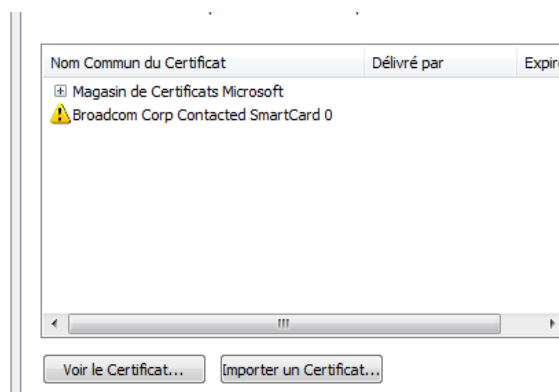 Nom Commun du Certificat Délivré par Expire
Magasin de Certificats Microsoft
Broadcom Corp Contacted SmartCard 0
Voir le Certificat... Importer un Certificat...